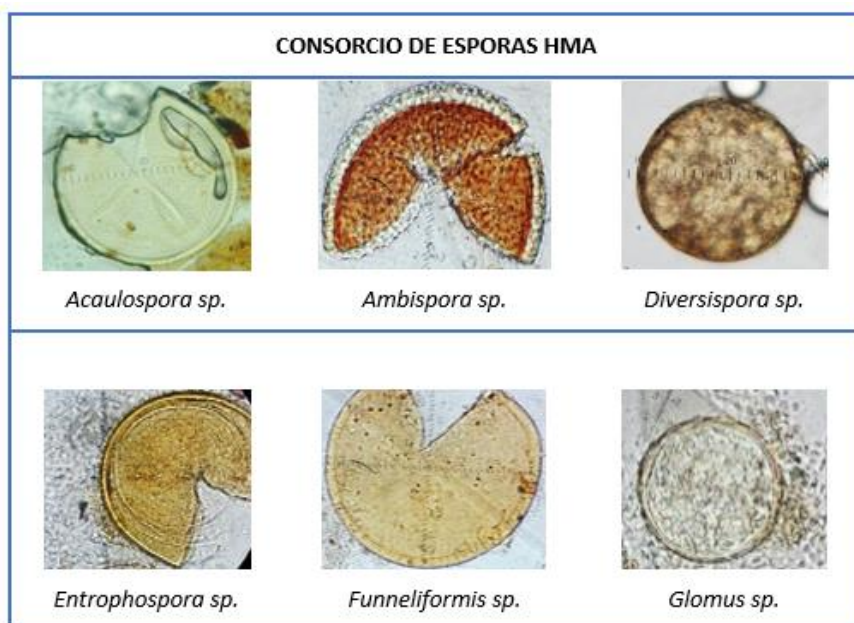 CONSORCIO DE ESPORAS HMA
Acaulospora sp.
Ambispora sp.
Diversispora sp.
Entrophospora sp.
Funneliformis sp.
Glomus sp.